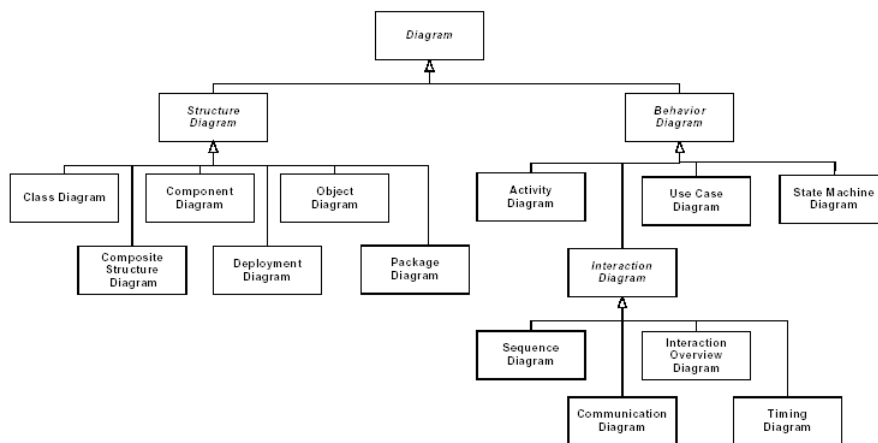 Diagram
Structure
Diagram
Behavior
Diagram
Class Diagram
Component
Diagram
Object
Diagram
Activity
Diagram
Use Case
Diagram
State Machine
Diagram
Composite
Structure
Diagram
Deployment
Diagram
Package
Diagram
Interaction
Diagram
Sequence
Diagram
Interaction
Overview
Diagram
Communication
Diagram
Timing
Diagram